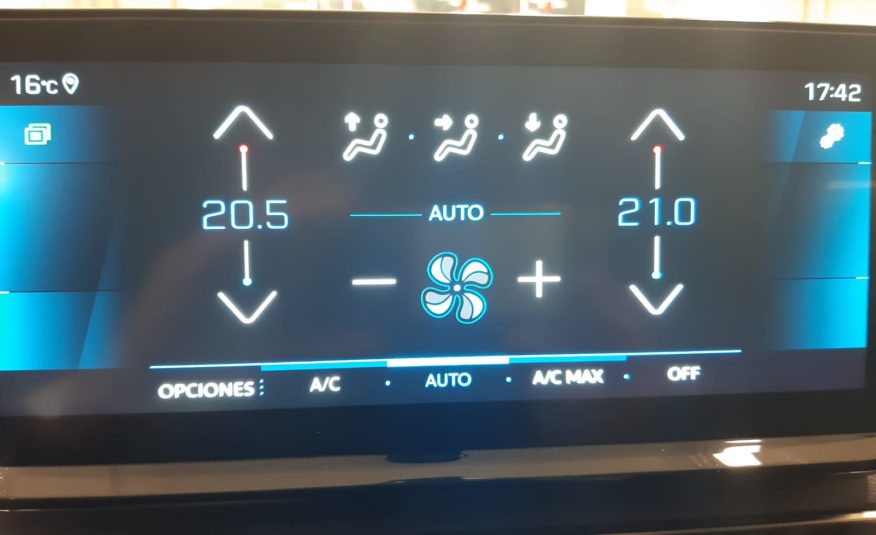 16°C 17:42
20.5 AUTO 21.0
OPCIONES A/C AUTO A/C MAX OFF